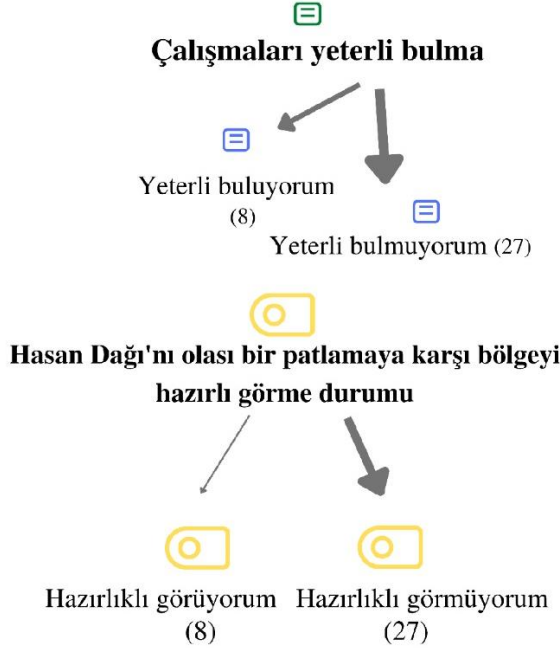 Çalışmaları yeterli bulma
Yeterli buluyorum
(8)
Yeterli bulmuyorum (27)
Hasan Dağı'nı olası bir patlamaya karşı bölgeyi
hazırlı görme durumu
Hazırlıklı görüyorum
(8)
Hazırlıklı görmüyorum
(27)